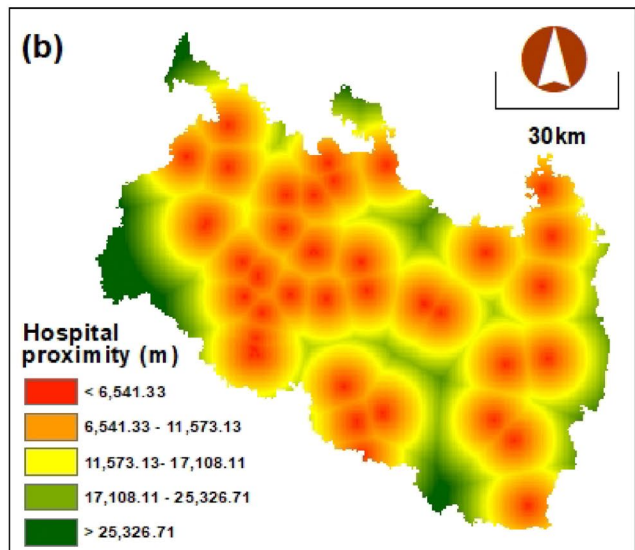 (b)
30km
Hospital
proximity (m)
< 6,541.33
6,541.33 - 11,573.13
11,573.13- 17,108.11
17,108.11 - 25,326.71
> 25,326.71